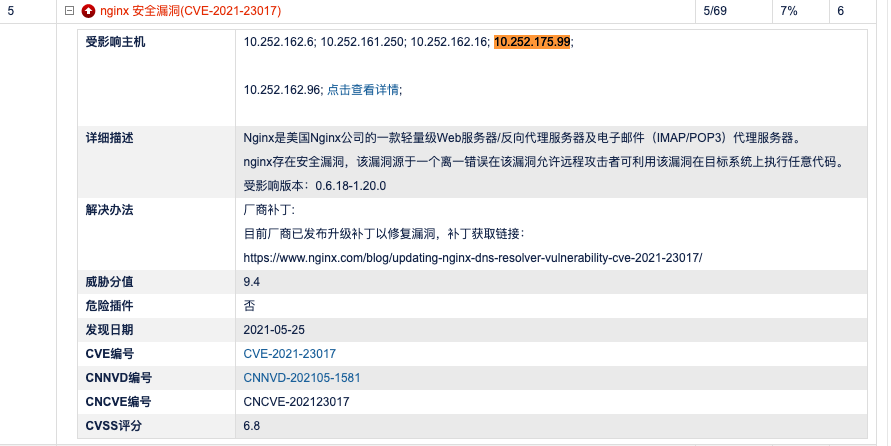 5 nginx 安全漏洞(CVE-2021-23017) 5/69 7% 6
受影响主机 10.252.162.6; 10.252.161.250; 10.252.162.16; 10.252.175.99;
10.252.162.96; 点击查看详情;
详细描述 Nginx是美国Nginx公司的一款轻量级Web服务器/反向代理服务器及电子邮件（IMAP/POP3）代理服务器。
nginx存在安全漏洞，该漏洞源于一个离一错误在该漏洞允许远程攻击者可利用该漏洞在目标系统上执行任意代码。
受影响版本：0.6.18-1.20.0
解决办法 厂商补丁:
目前厂商已发布升级补丁以修复漏洞，补丁获取链接：
https://www.nginx.com/blog/updating-nginx-dns-resolver-vulnerability-cve-2021-23017/
威胁分值 9.4
危险插件 否
发现日期 2021-05-25
CVE编号 CVE-2021-23017
CNNVD编号 CNNVD-202105-1581
CNCVE编号 CNCVE-202123017
CVSS评分 6.8